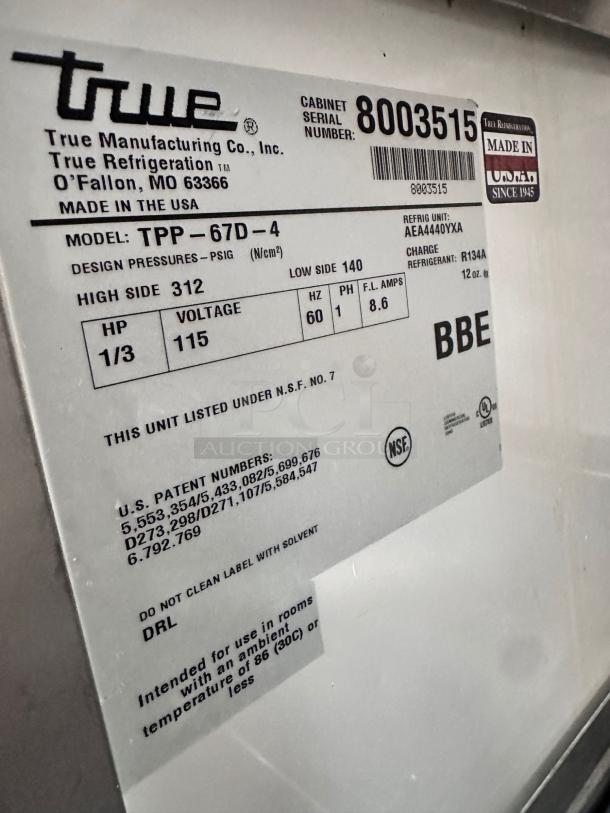 true ®
True Manufacturing Co., Inc.
True Refrigeration TM
O'Fallon, MO 63366
MADE IN THE USA
CABINET
SERIAL
NUMBER:
8003515
8003515
TRUE REFRIGERATION
MADE IN
U.S.A.
SINCE 1945
MODEL: TPP-67D-4
DESIGN PRESSURES-PSIG (N/cm²)
HIGH SIDE 312
LOW SIDE 140
REFRIG UNIT:
AEA4440YXA
CHARGE
REFRIGERANT: R134A
12 oz.
HP VOLTAGE HZ PH F.L. AMPS
1/3 115 60 1 8.6
BBE
THIS UNIT LISTED UNDER N.S.F. NO. 7
PCI
AUCTION GROUP
NSF
UL
LISTED
U.S. PATENT NUMBERS:
5,553,354/5,433,082/5,699,676
D273,298/D271,107/5,584,547
6.792.769
DO NOT CLEAN LABEL WITH SOLVENT
DRL
Intended for use in rooms
with an ambient
temperature of 86 (30C) or
less